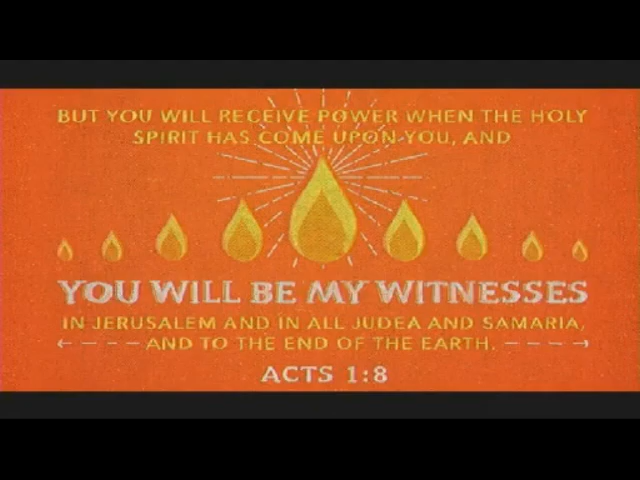 BUT YOU WILL RECEIVE POWER WHEN THE HOLY
SPIRIT HAS COME UPON YOU, AND
YOU WILL BE MY WITNESSES
IN JERUSALEM AND IN ALL JUDEA AND SAMARIA,
AND TO THE END OF THE EARTH.
ACTS 1:8